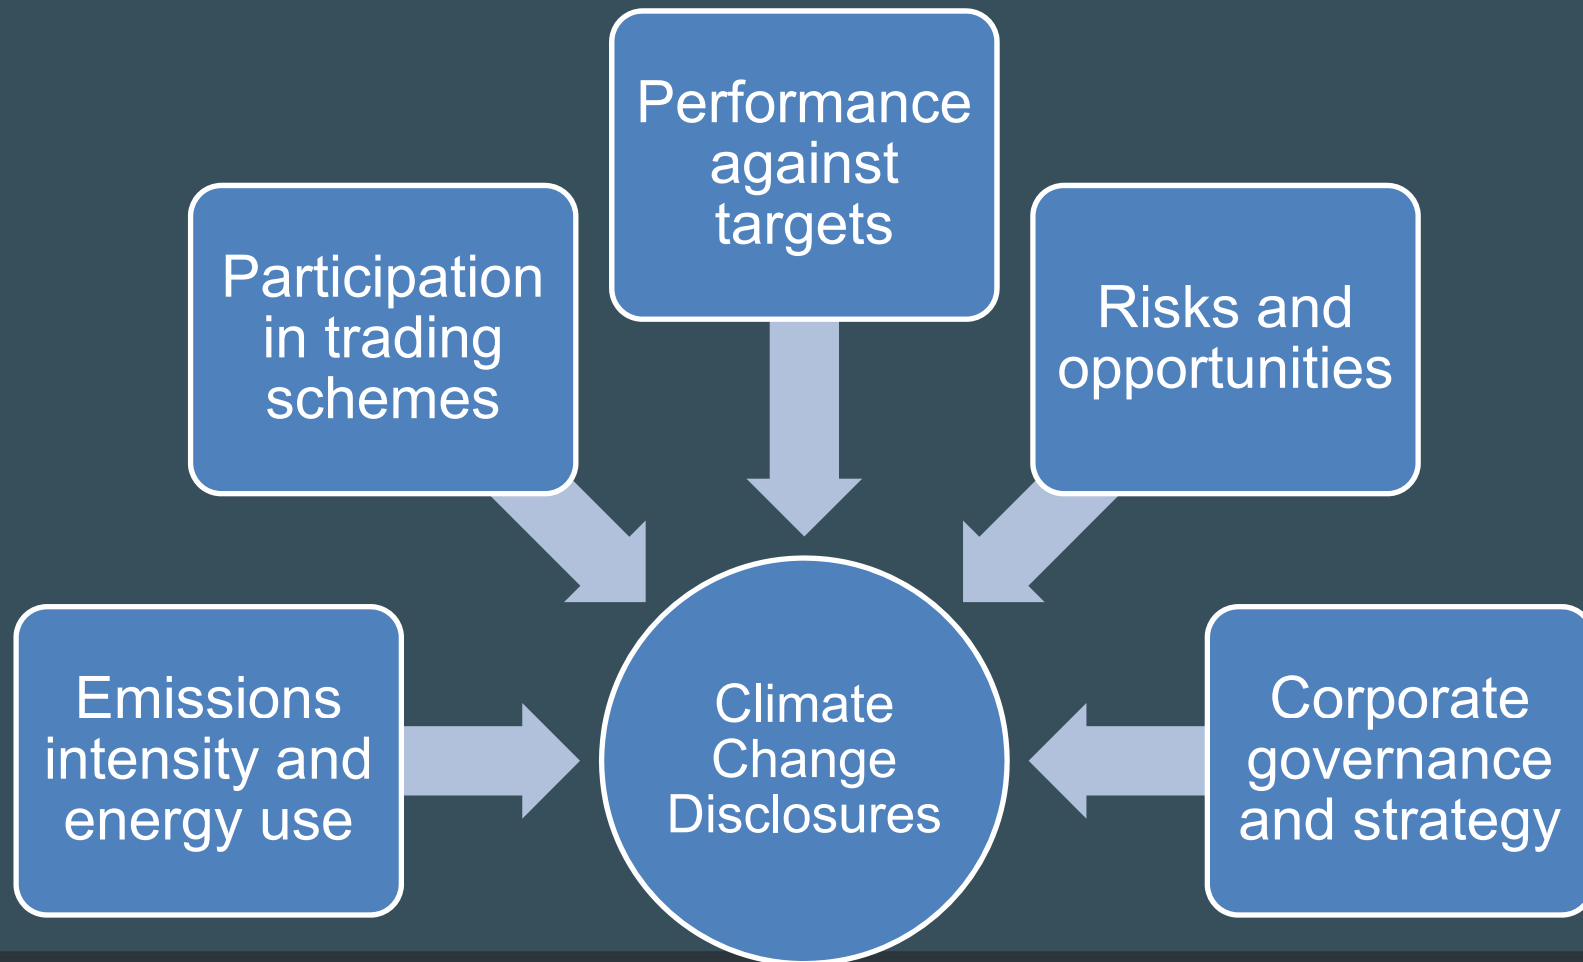 Performance
against
targets
Participation
in trading
schemes
Risks and
opportunities
Emissions
intensity and
energy use
Climate
Change
Disclosures
Corporate
governance
and strategy